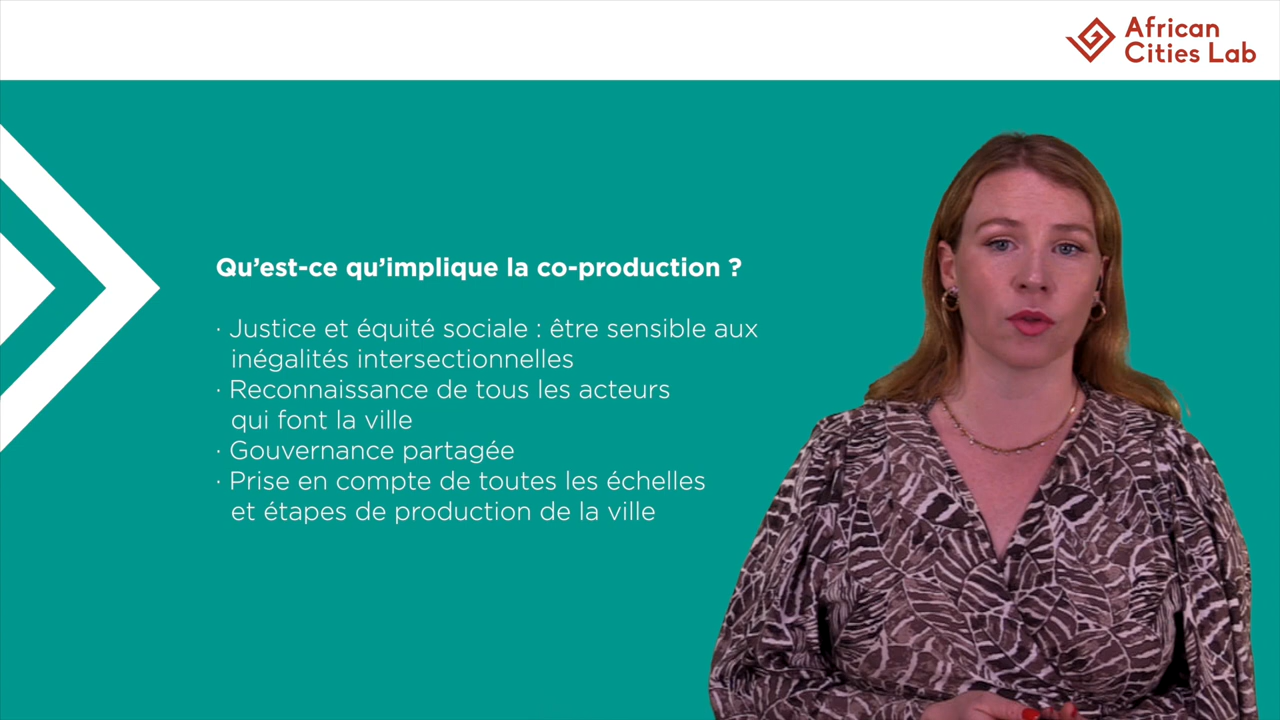 African
Cities Lab
Qu’est-ce qu’implique la co-production ?
· Justice et équité sociale : être sensible aux
inégalités intersectionnelles
· Reconnaissance de tous les acteurs
qui font la ville
· Gouvernance partagée
· Prise en compte de toutes les échelles
et étapes de production de la ville